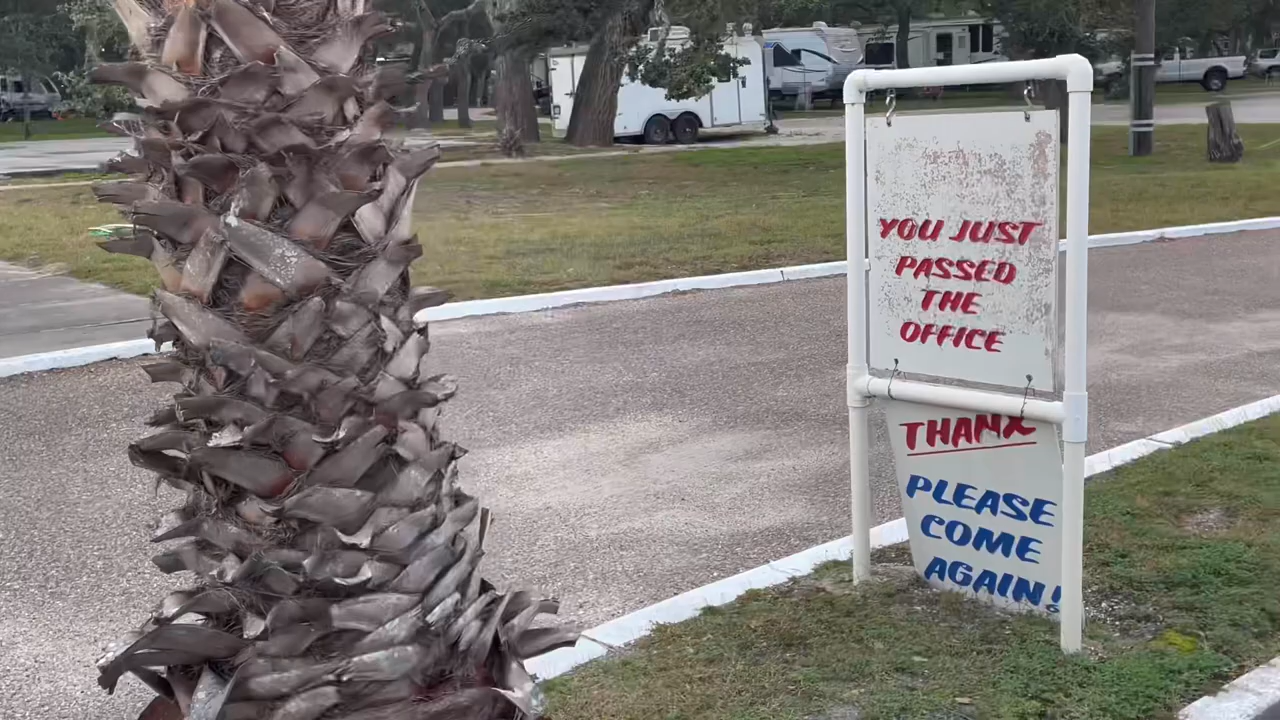 YOU JUST
PASSED
THE
OFFICE
THANX
PLEASE
COME
AGAIN!